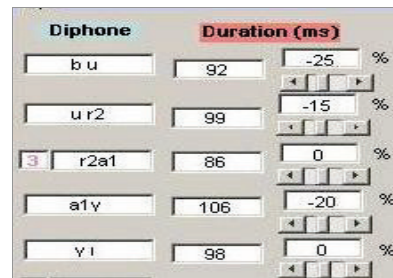 Diphone Duration (ms)
b u 92 -25 %
u r2 99 -15 %
3 r2a1 86 0 %
a1y 106 -20 %
y i 98 0 %